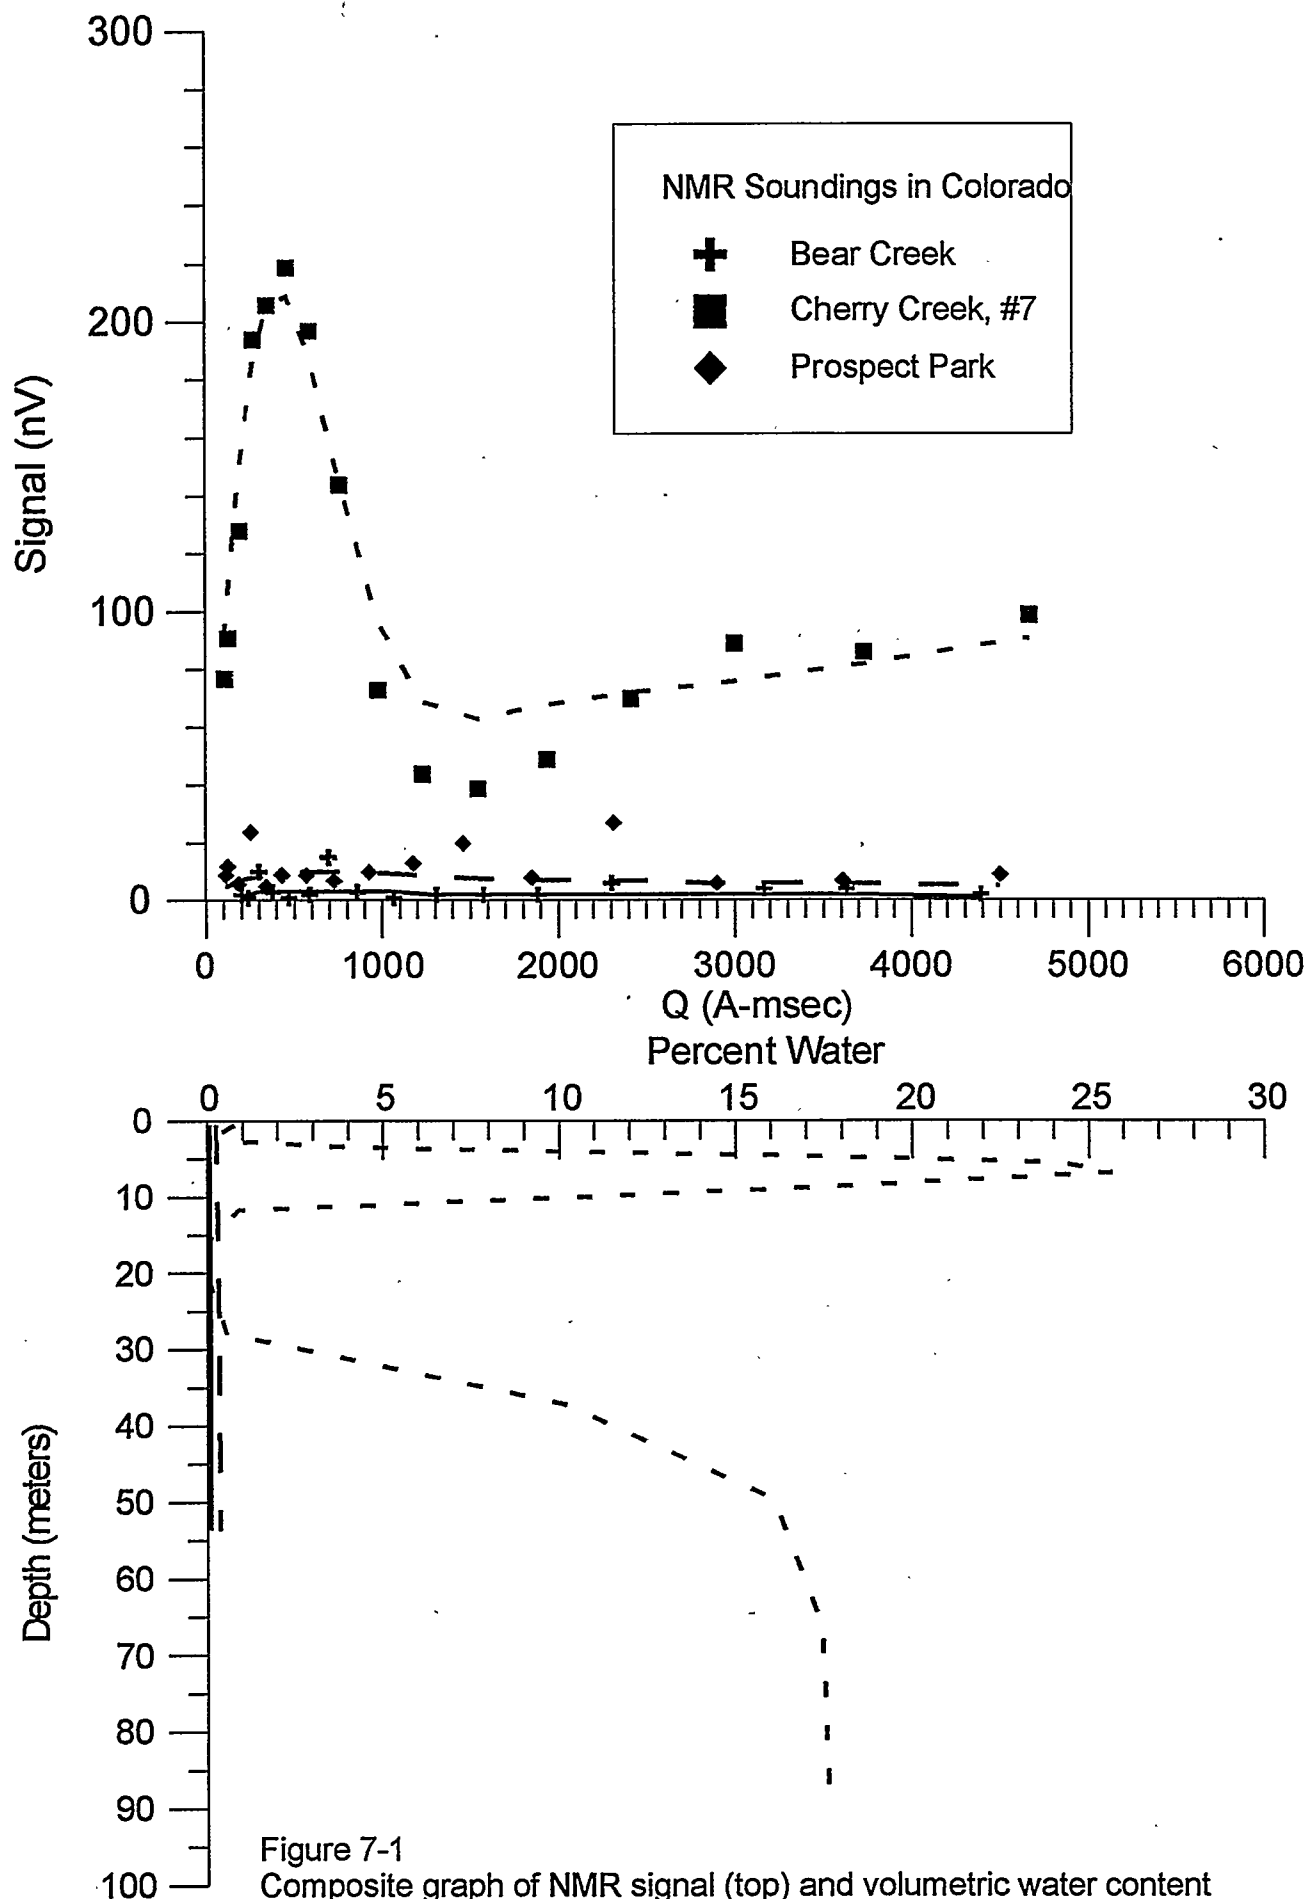 300
200
100
0
Signal (nV)
NMR Soundings in Colorado
Bear Creek
Cherry Creek, #7
Prospect Park
0 1000 2000 3000 4000 5000 6000
Q (A-msec)
Percent Water
0 5 10 15 20 25 30
0
10
20
30
40
50
60
70
80
90
100
Depth (meters)
Figure 7-1
Composite graph of NMR signal (top) and volumetric water content